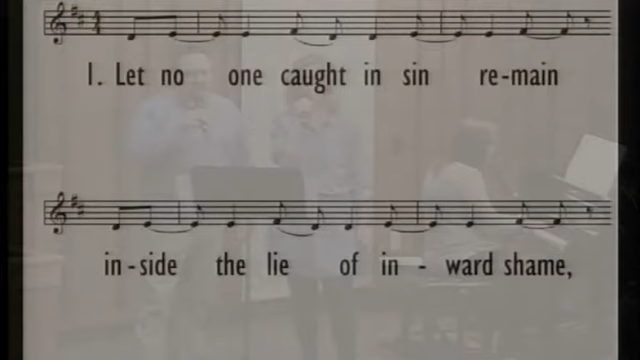 1. Let no one caught in sin re-main
in-side the lie of in - ward shame,